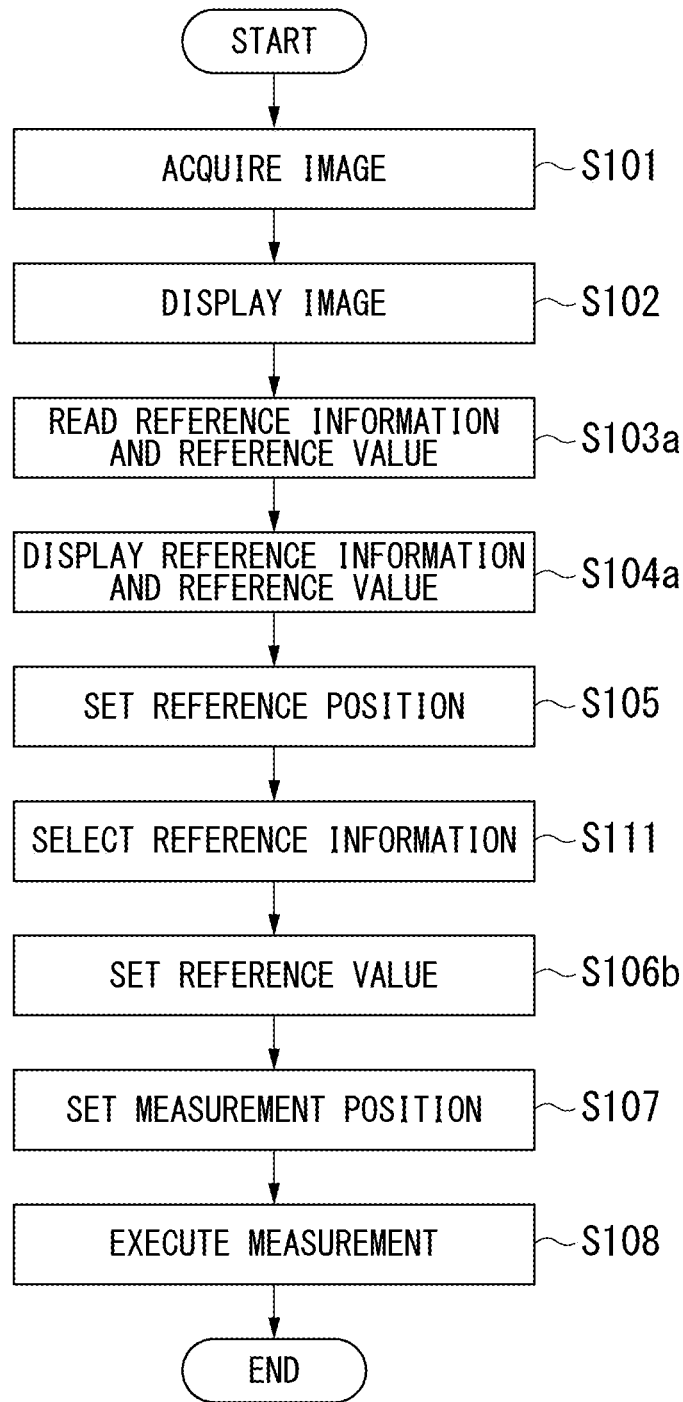 START
ACQUIRE IMAGE
S101
DISPLAY IMAGE
S102
READ REFERENCE INFORMATION
AND REFERENCE VALUE
S103a
DISPLAY REFERENCE INFORMATION
AND REFERENCE VALUE
S104a
SET REFERENCE POSITION
S105
SELECT REFERENCE INFORMATION
S111
SET REFERENCE VALUE
S106b
SET MEASUREMENT POSITION
S107
EXECUTE MEASUREMENT
S108
END